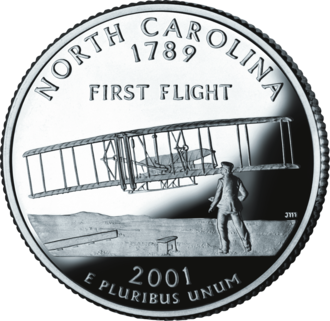 NORTH CAROLINA
1789
FIRST FLIGHT
JM
2001
E PLURIBUS UNUM